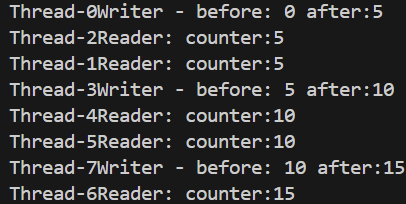 Thread-0Writer - before: 0 after:5
Thread-2Reader: counter:5
Thread-1Reader: counter:5
Thread-3Writer - before: 5 after:10
Thread-4Reader: counter:10
Thread-5Reader: counter:10
Thread-7Writer - before: 10 after:15
Thread-6Reader: counter:15